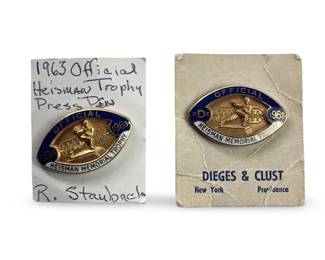 1963 Official
Heisman Trophy
Press Pin
OFFICIAL
1963
HEISMAN MEMORIAL TROPHY
R. Staubach
OFFICIAL
1967
HEISMAN MEMORIAL TROPHY
DIEGES & CLUST
New York Providence